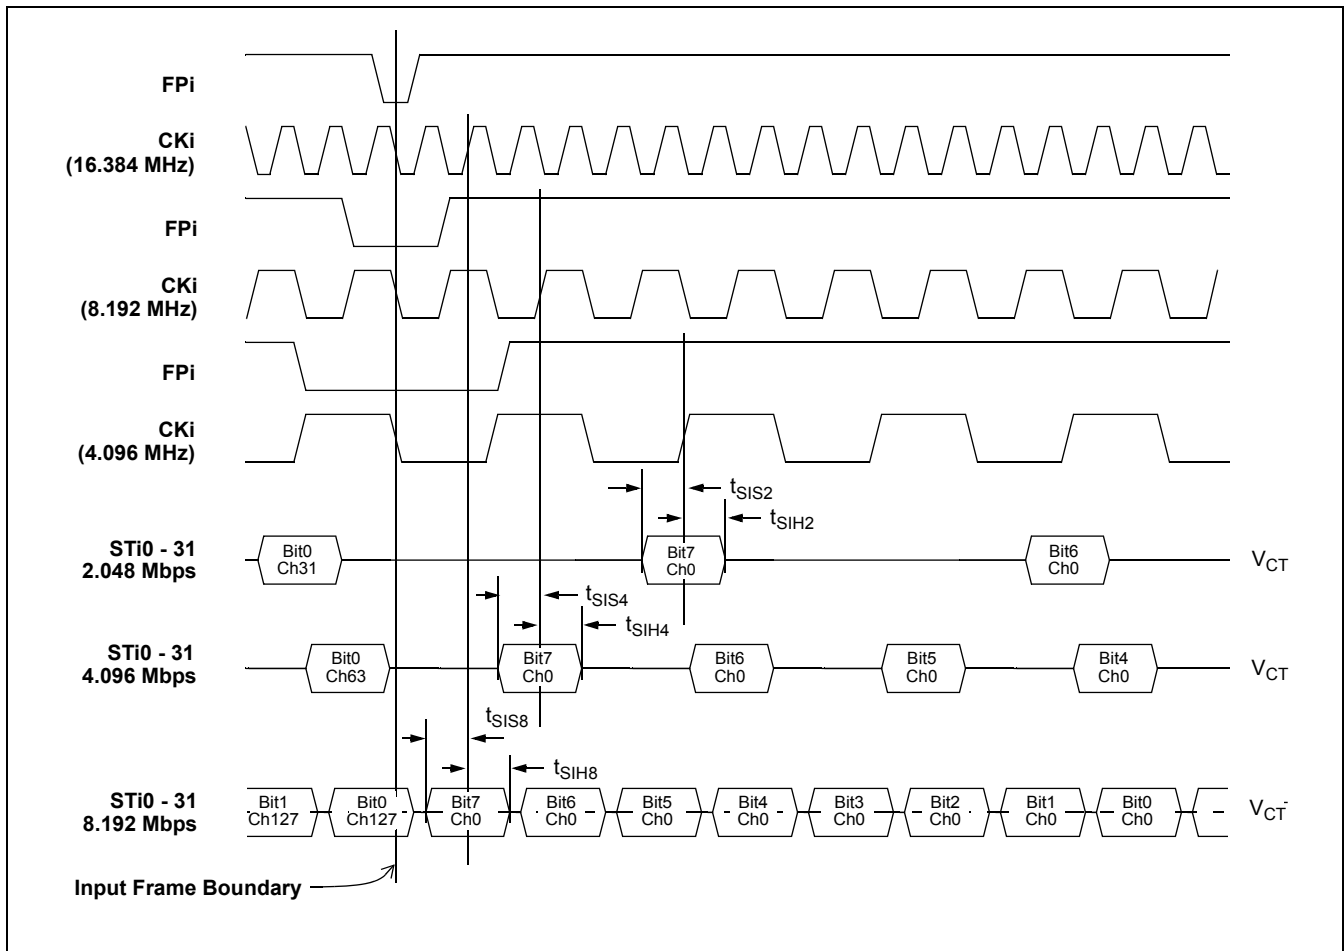 FPi
CKi
(16.384 MHz)
FPi
CKi
(8.192 MHz)
FPi
CKi
(4.096 MHz)
tSIS2
tSIH2
STi0 - 31
2.048 Mbps
Bit0
Ch31
Bit7
Ch0
Bit6
Ch0
VCT
tSIS4
tSIH4
STi0 - 31
4.096 Mbps
Bit0
Ch63
Bit7
Ch0
Bit6
Ch0
Bit5
Ch0
Bit4
Ch0
VCT
tSIS8
tSIH8
STi0 - 31
8.192 Mbps
Bit1
Ch127
Bit0
Ch127
Bit7
Ch0
Bit6
Ch0
Bit5
Ch0
Bit4
Ch0
Bit3
Ch0
Bit2
Ch0
Bit1
Ch0
Bit0
Ch0
VCT
Input Frame Boundary